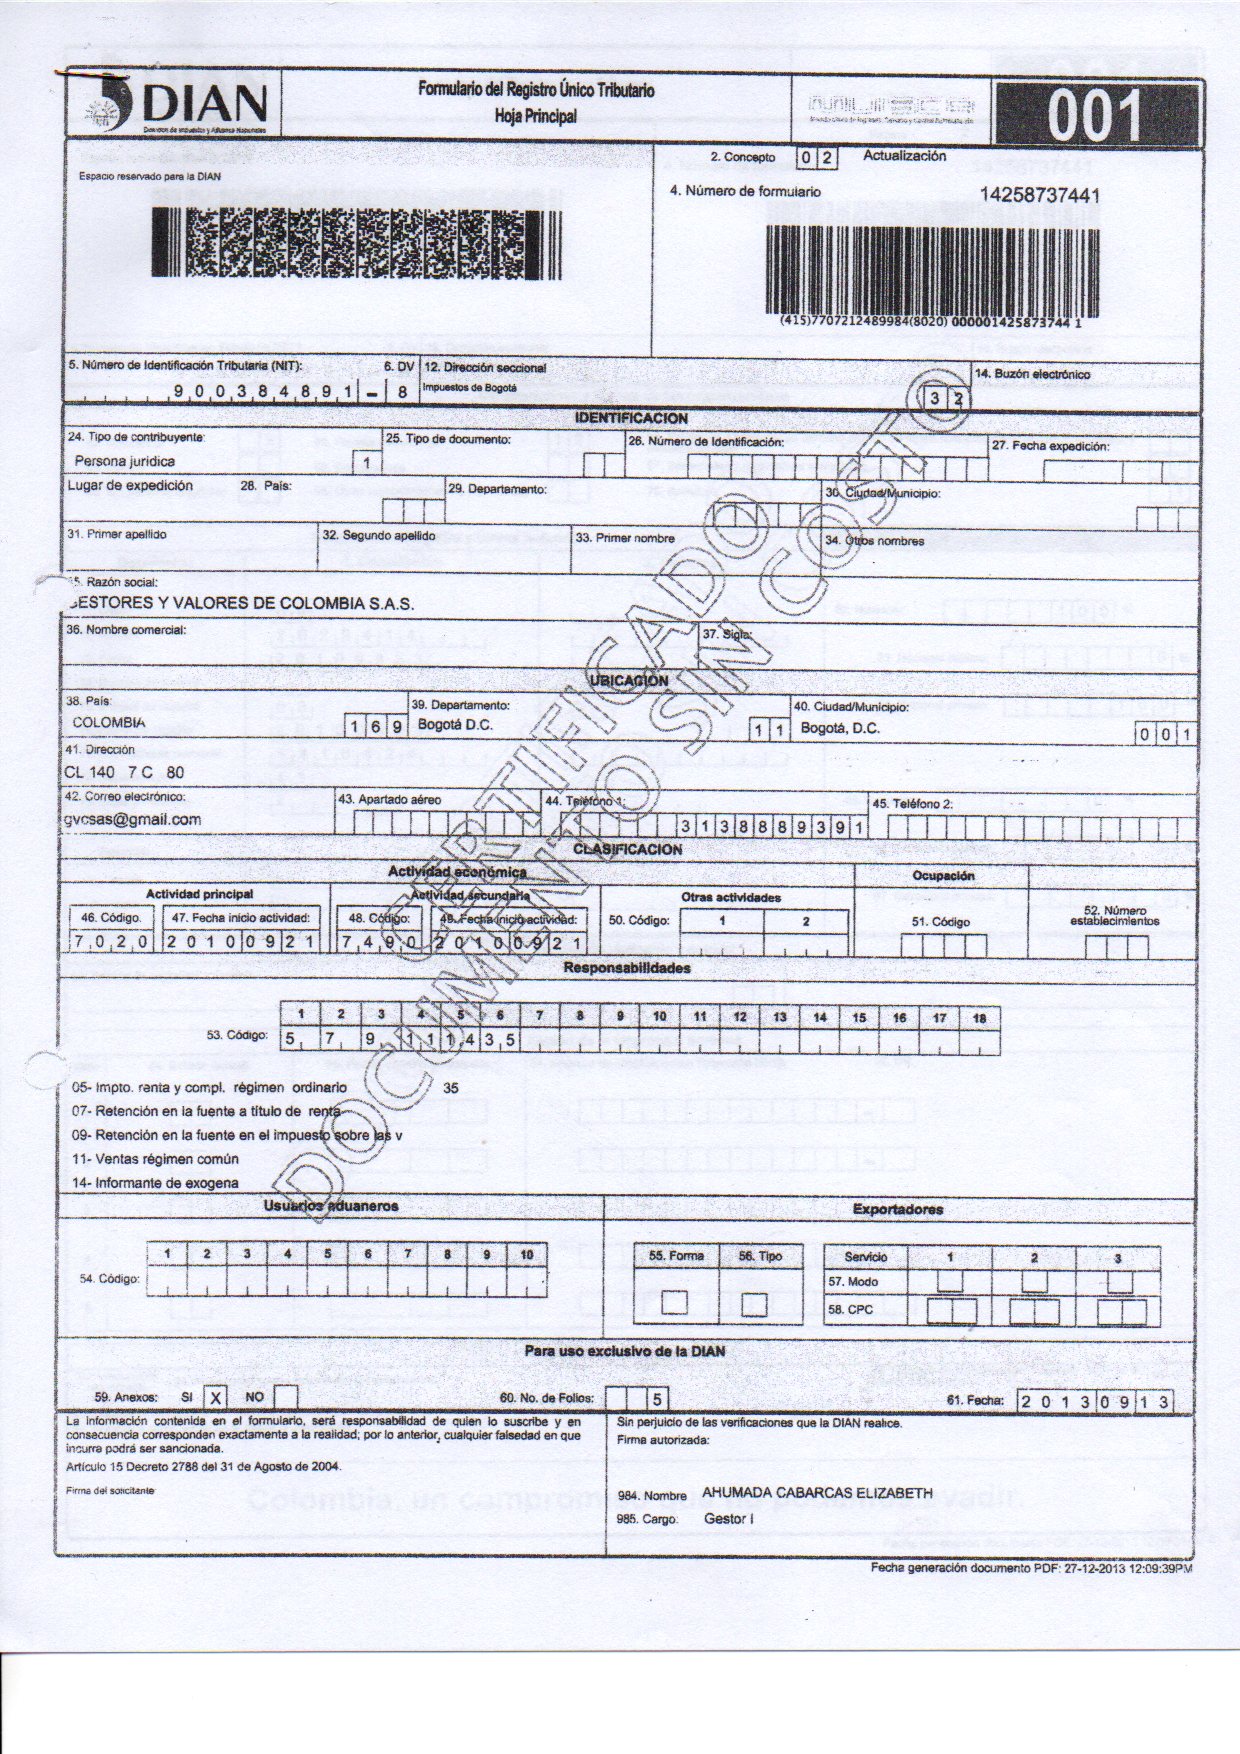 DIAN
Dirección de Impuestos y Aduanas Nacionales
Formulario del Registro Único Tributario
Hoja Principal
001
2. Concepto 0 2 Actualización
Espacio reservado para la DIAN
4. Número de formulario 14258737441
(415)7707212489984(8020) 000001425873744 1
5. Número de Identificación Tributaria (NIT): 6. DV 12. Dirección seccional 14. Buzón electrónico
9 0 0 3 8 4 8 9 1 - 8 Impuestos de Bogotá 3 2
IDENTIFICACION
24. Tipo de contribuyente: 25. Tipo de documento: 26. Número de Identificación: 27. Fecha expedición:
Persona jurídica 1
Lugar de expedición 28. País: 29. Departamento: 30. Ciudad/Municipio:
31. Primer apellido 32. Segundo apellido 33. Primer nombre 34. Otros nombres
5. Razón social:
ESTORES Y VALORES DE COLOMBIA S.A.S.
36. Nombre comercial: 37. Sigla:
UBICACION
38. País: 39. Departamento: 40. Ciudad/Municipio:
COLOMBIA 1 6 9 Bogotá D.C. 1 1 Bogotá, D.C. 0 0 1
41. Dirección
CL 140 7 C 80
42. Correo electrónico: 43. Apartado aéreo 44. Teléfono 1: 45. Teléfono 2:
gvcsas@gmail.com 3 1 3 8 8 8 9 3 9 1
CLASIFICACION
Actividad económica Ocupación
Actividad principal Actividad secundaria Otras actividades
46. Código. 47. Fecha inicio actividad: 48. Código: 49. Fecha inicio actividad: 50. Código: 1 2 51. Código 52. Número establecimientos
7 0 2 0 2 0 1 0 0 9 2 1 7 4 9 0 2 0 1 0 0 9 2 1
Responsabilidades
1 2 3 4 5 6 7 8 9 10 11 12 13 14 15 16 17 18
53. Código: 5 7 9 1 1 1 4 3 5
05- Impto. renta y compl. régimen ordinario 35
07- Retención en la fuente a título de renta
09- Retención en la fuente en el impuesto sobre las v
11- Ventas régimen común
14- Informante de exogena
CERTIFICADO
DOCUMENTO SIN COSTO
Usuarios aduaneros Exportadores
1 2 3 4 5 6 7 8 9 10 55. Forma 56. Tipo Servicio 1 2 3
54. Código: 57. Modo
58. CPC
Para uso exclusivo de la DIAN
59. Anexos: SI X NO 60. No. de Folios: 5 61. Fecha: 2 0 1 3 0 9 1 3
La información contenida en el formulario, será responsabilidad de quien lo suscribe y en
consecuencia corresponden exactamente a la realidad; por lo anterior, cualquier falsedad en que
incurra podrá ser sancionada.
Artículo 15 Decreto 2788 del 31 de Agosto de 2004.
Firma del solicitante
Sin perjuicio de las verificaciones que la DIAN realice.
Firma autorizada:
984. Nombre AHUMADA CABARCAS ELIZABETH
985. Cargo: Gestor I
Fecha generación documento PDF: 27-12-2013 12:09:39PM